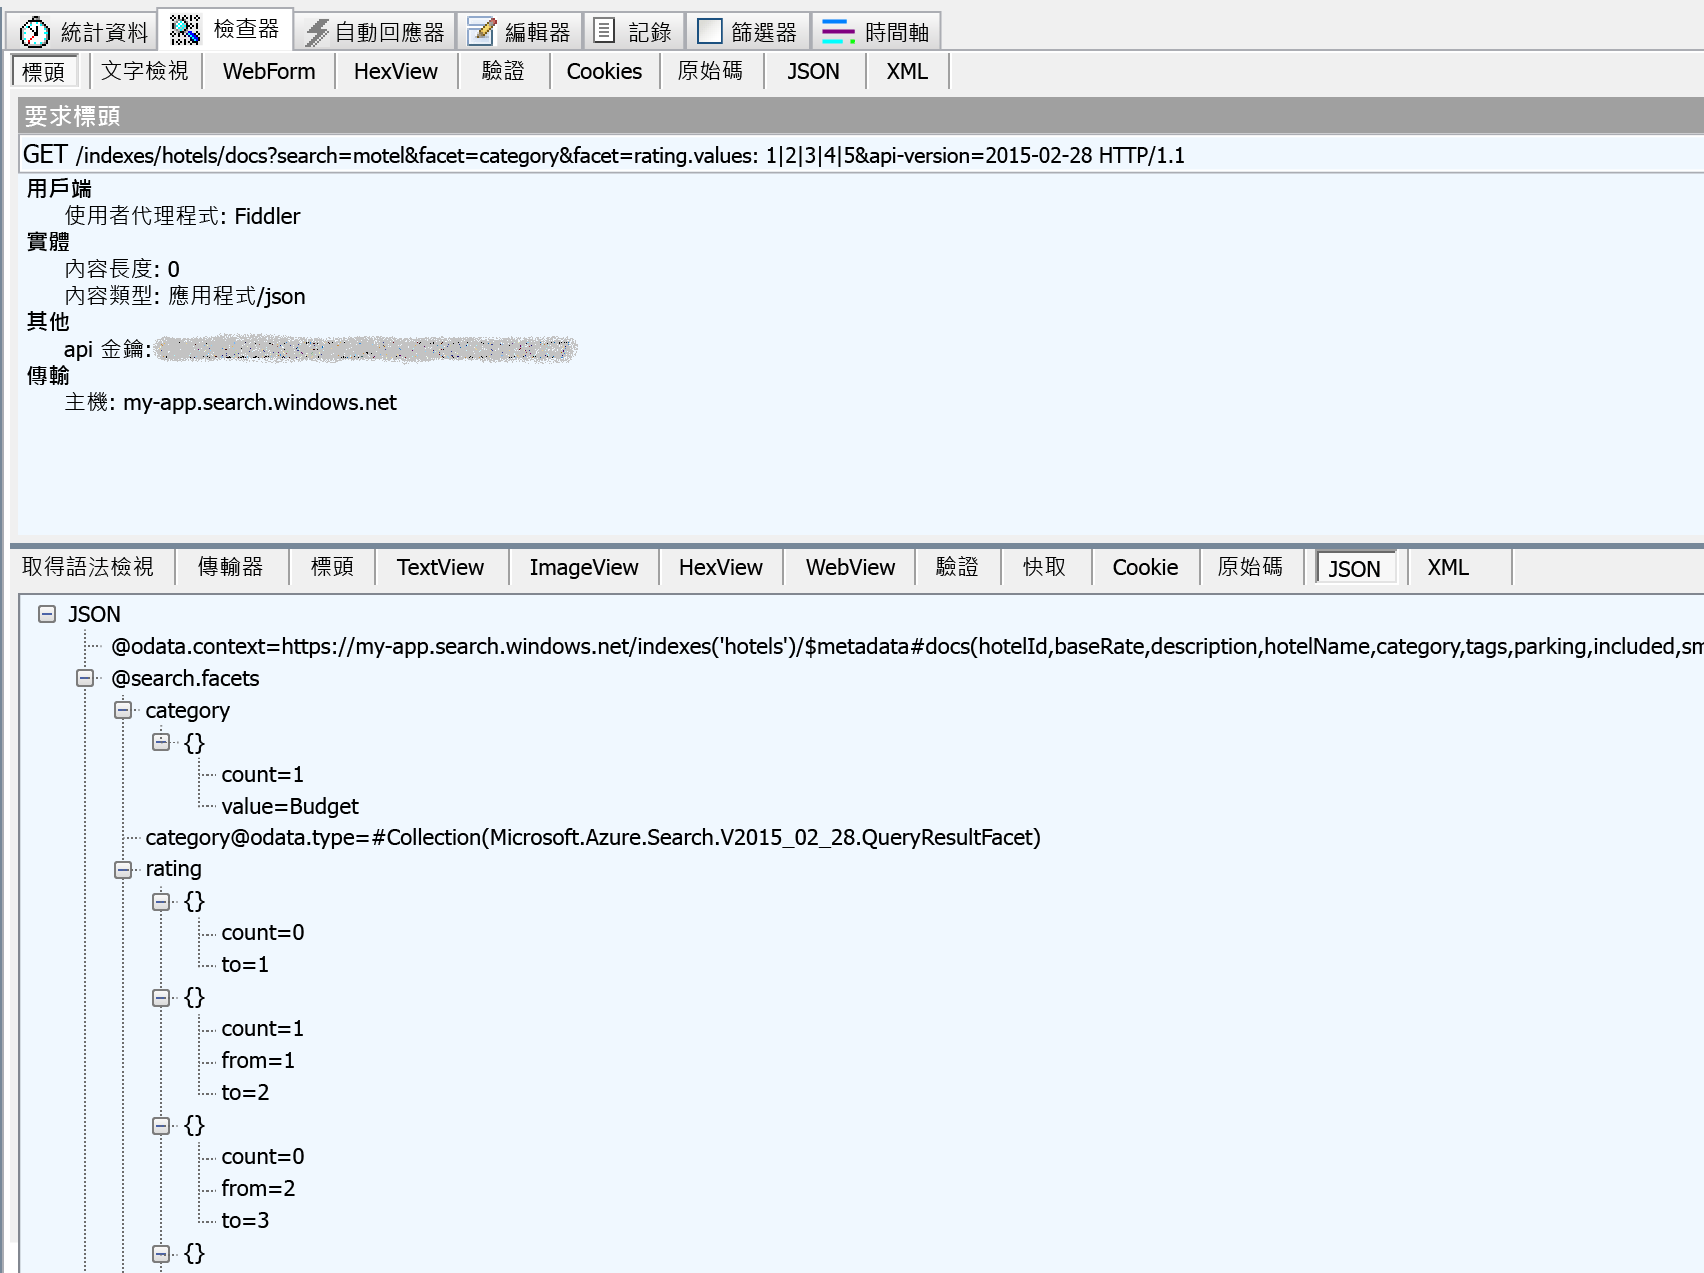 統計資料 檢查器 自動回應器 編輯器 記錄 篩選器 時間軸
標頭 文字檢視 WebForm HexView 驗證 Cookies 原始碼 JSON XML
要求標頭
GET /indexes/hotels/docs?search=motel&facet=category&facet=rating.values: 1|2|3|4|5&api-version=2015-02-28 HTTP/1.1
用戶端
使用者代理程式: Fiddler
實體
內容長度: 0
內容類型: 應用程式/json
其他
api 金鑰:
傳輸
主機: my-app.search.windows.net
取得語法檢視 傳輸器 標頭 TextView ImageView HexView WebView 驗證 快取 Cookie 原始碼 JSON XML
JSON
@odata.context=https://my-app.search.windows.net/indexes('hotels')/$metadata#docs(hotelId,baseRate,description,hotelName,category,tags,parking,included,sm
@search.facets
category
{}
count=1
value=Budget
category@odata.type=#Collection(Microsoft.Azure.Search.V2015_02_28.QueryResultFacet)
rating
{}
count=0
to=1
{}
count=1
from=1
to=2
{}
count=0
from=2
to=3
{}